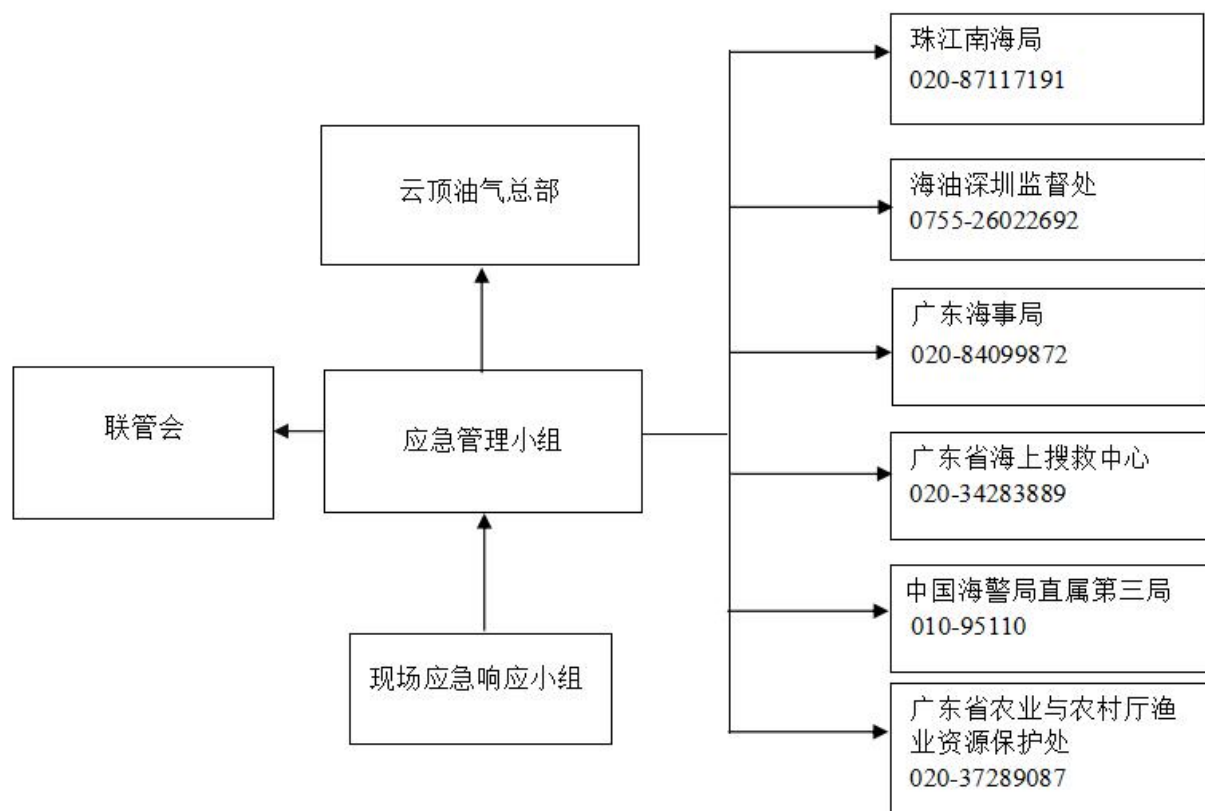 珠江南海局
020-87117191
云顶油气总部
海油深圳监督处
0755-26022692
广东海事局
020-84099872
联管会
应急管理小组
广东省海上搜救中心
020-34283889
中国海警局直属第三局
010-95110
现场应急响应小组
广东省农业与农村厅渔
业资源保护处
020-37289087